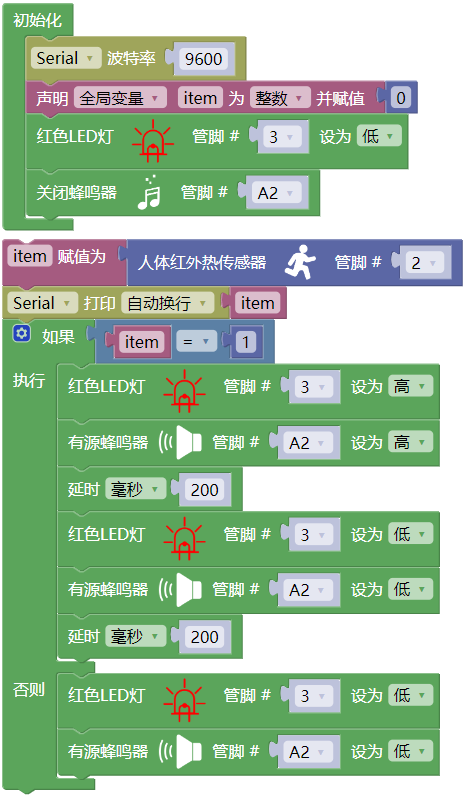 初始化
Serial 波特率 9600
声明 全局变量 item 为 整数 并赋值 0
红色LED灯 管脚 # 3 设为 低
关闭蜂鸣器 管脚 # A2
item 赋值为 人体红外热传感器 管脚 # 2
Serial 打印 自动换行 item
如果 item = 1
执行 红色LED灯 管脚 # 3 设为 高
有源蜂鸣器 管脚 # A2 设为 高
延时 毫秒 200
红色LED灯 管脚 # 3 设为 低
有源蜂鸣器 管脚 # A2 设为 低
延时 毫秒 200
否则 红色LED灯 管脚 # 3 设为 低
有源蜂鸣器 管脚 # A2 设为 低